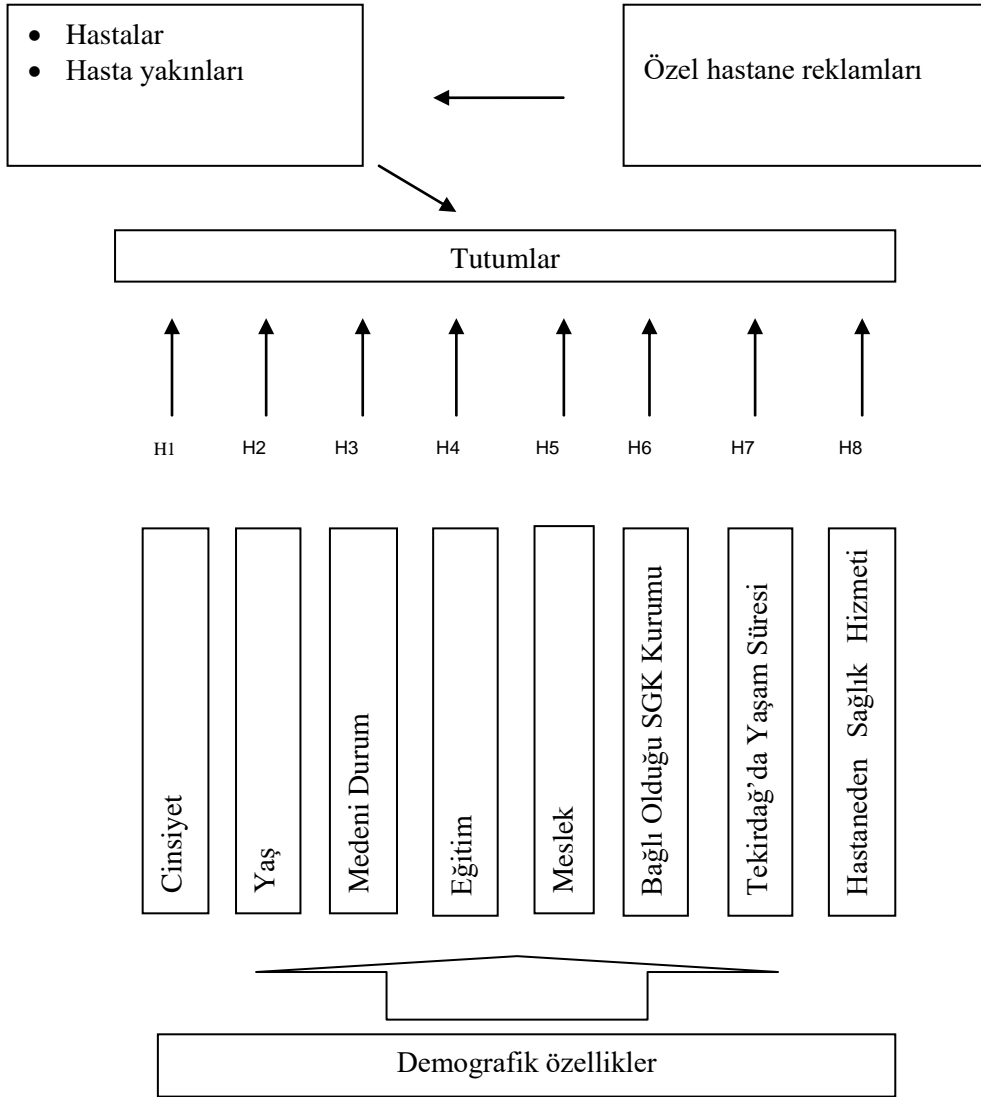 • Hastalar
• Hasta yakınları
Özel hastane reklamları
Tutumlar
H1
H2
H3
H4
H5
H6
H7
H8
Cinsiyet
Yaş
Medeni Durum
Eğitim
Meslek
Bağlı Olduğu SGK Kurumu
Tekirdağ’da Yaşam Süresi
Hastaneden Sağlık Hizmeti
Demografik özellikler